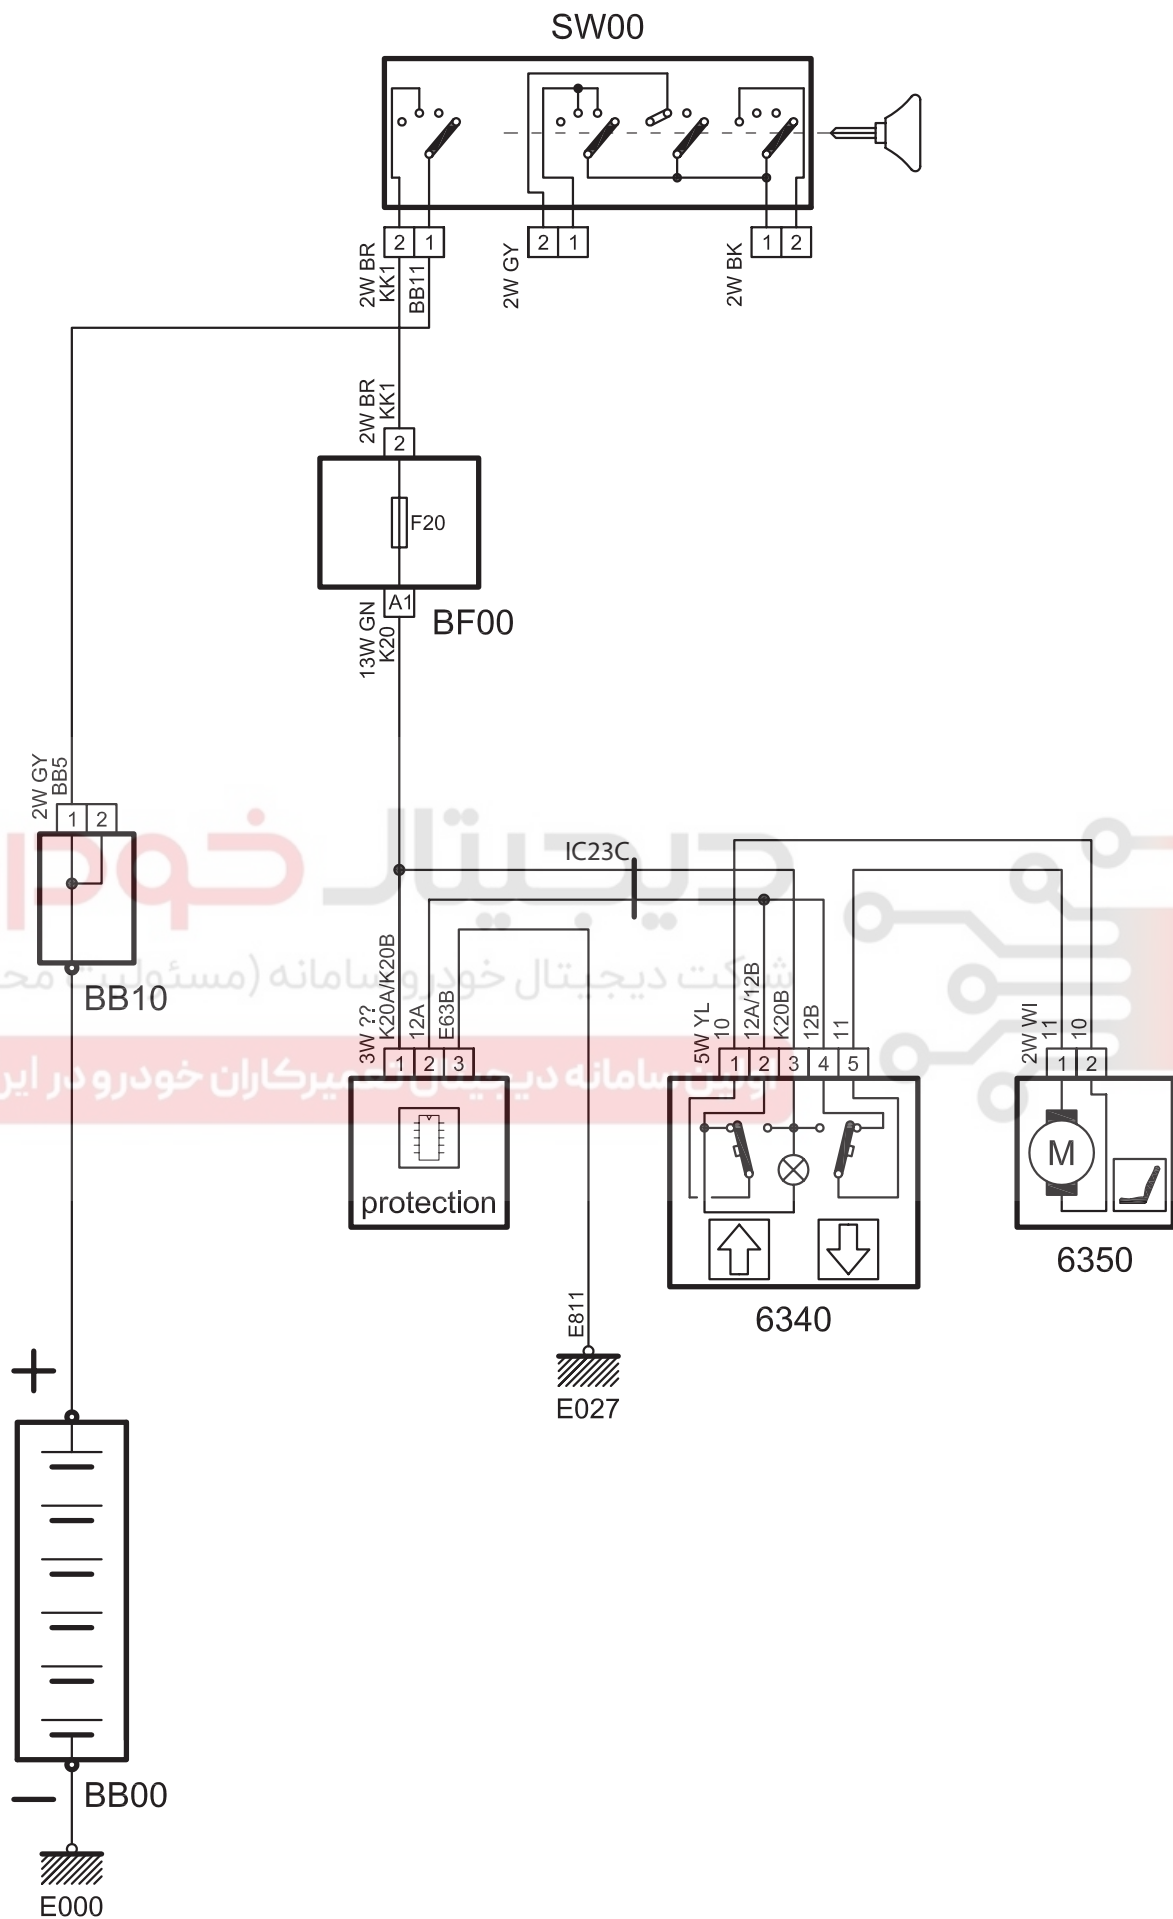 SW00
2 1
2 1
1 2
2W BR
KK1
BB11
2W GY
2W BK
2W BR
KK1
2
F20
A1
BF00
13W GN
K20
2W GY
BB5
1 2
دیجیتال خودرو
IC23C
شرکت دیجیتال خودرو سامانه (مسئولیت مح
BB10
3W ??
K20A/K20B
12A
E63B
5W YL
10
12A/12B
K20B
12B
11
2W WI
11
10
1 2 3
1 2 3 4 5
1 2
اولین سامانه دیجیتال تعمیرکاران خودرو در ایر
M
protection
6350
6340
E811
E027
+
−
BB00
E000